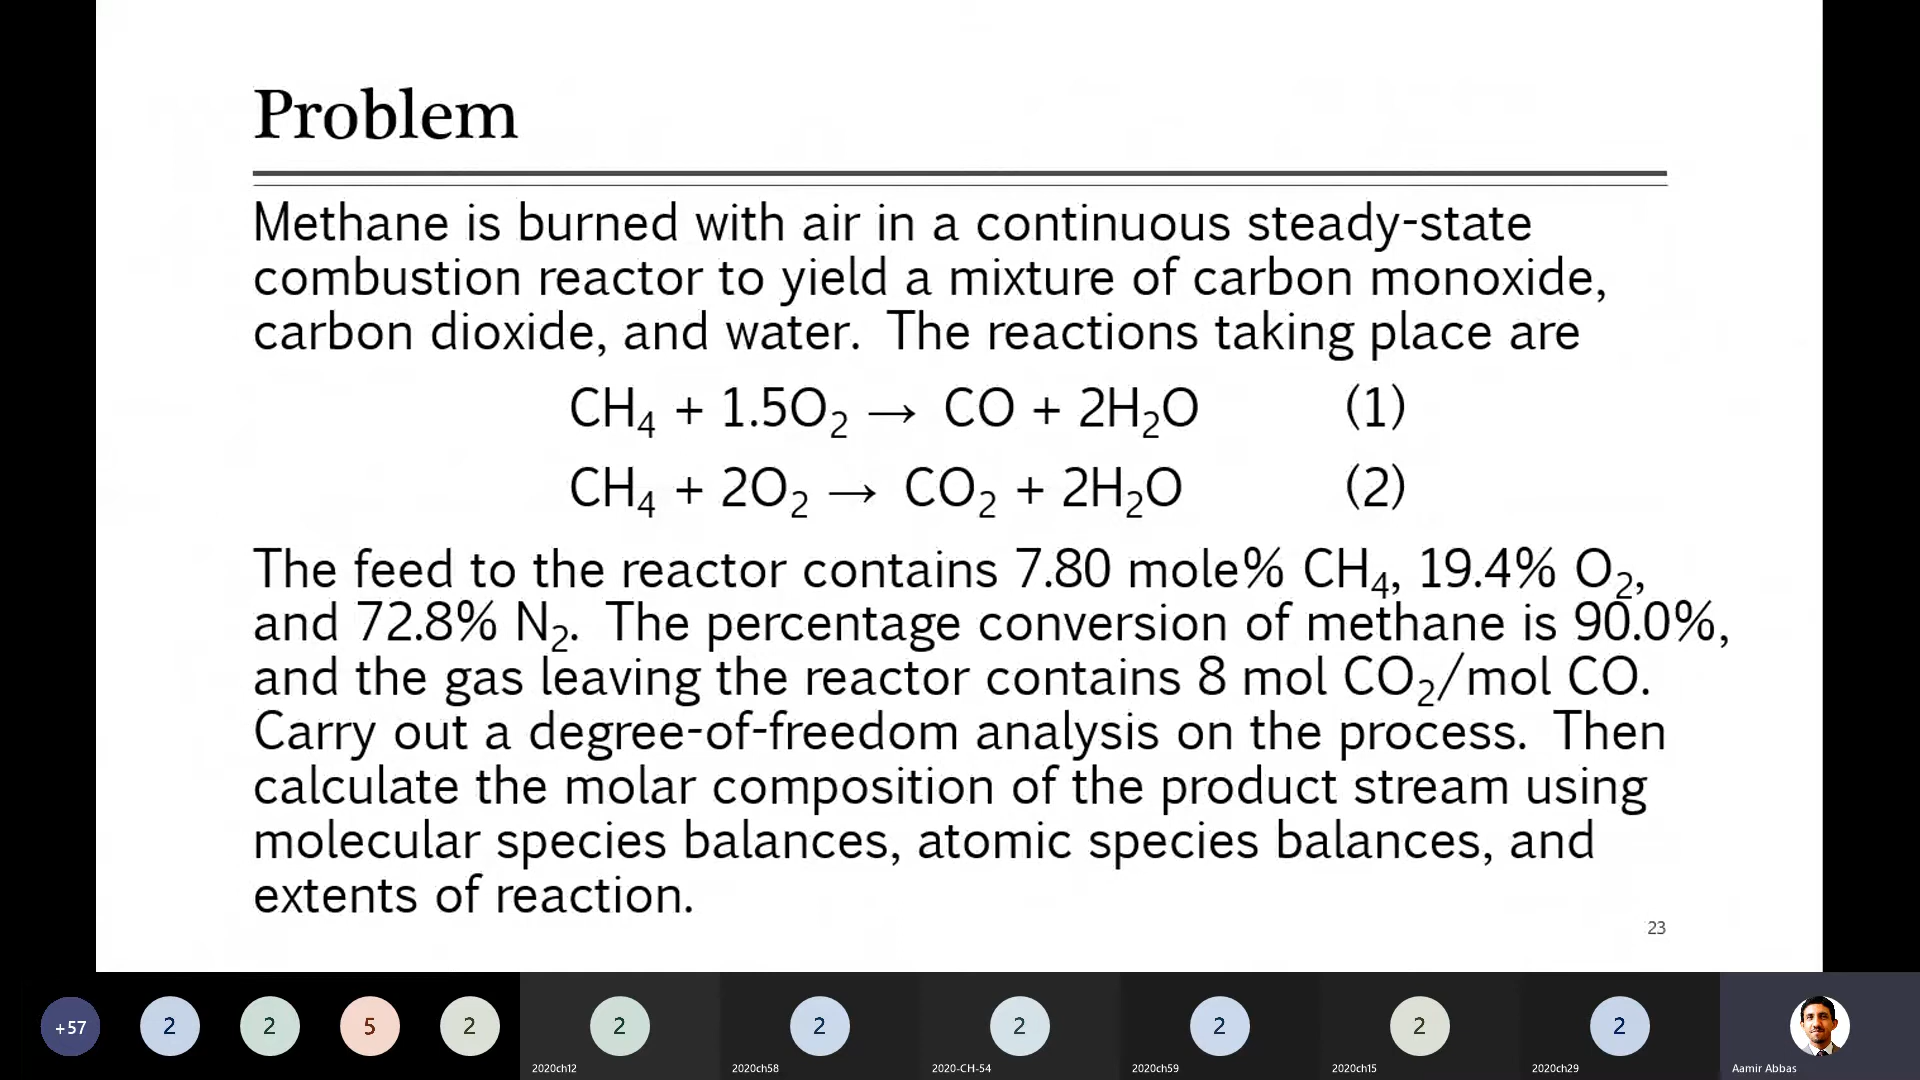 Problem
Methane is burned with air in a continuous steady-state
combustion reactor to yield a mixture of carbon monoxide,
carbon dioxide, and water. The reactions taking place are
CH₄ + 1.5O₂ → CO + 2H₂O (1)
CH₄ + 2O₂ → CO₂ + 2H₂O (2)
The feed to the reactor contains 7.80 mole% CH₄, 19.4% O₂,
and 72.8% N₂. The percentage conversion of methane is 90.0%,
and the gas leaving the reactor contains 8 mol CO₂/mol CO.
Carry out a degree-of-freedom analysis on the process. Then
calculate the molar composition of the product stream using
molecular species balances, atomic species balances, and
extents of reaction.
23
+57 2 2 5 2 2 2 2 2 2 2
2020ch12 2020ch58 2020-CH-54 2020ch59 2020ch15 2020ch29 Aamir Abbas